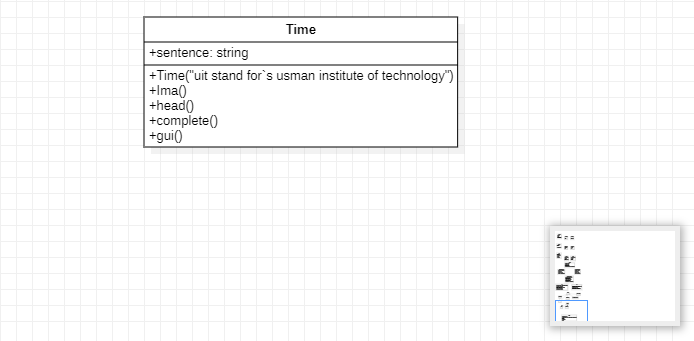 Time
+sentence: string
+Time("uit stand for`s usman institute of technology")
+Ima()
+head()
+complete()
+gui()